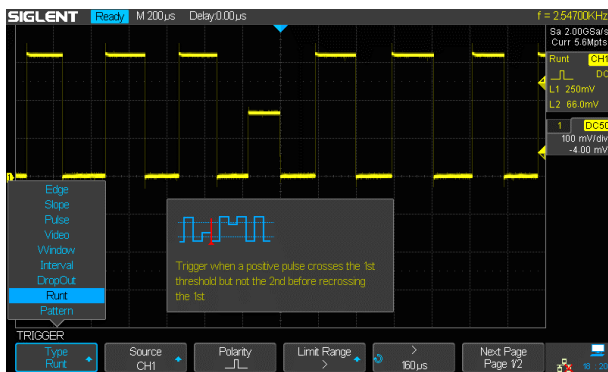 SIGLENT Ready M 200µs Delay:0.00µs f = 2.54700KHz
Sa 2.00GSa/s
Curr 5.6Mpts
Runt CH1
DC
L1 250mV
L2 66.0mV
1 DC50
100 mV/div
-4.00 mV
Edge
Slope
Pulse
Video
Window
Interval
DropOut
Runt
Pattern
Trigger when a positive pulse crosses the 1st
threshold but not the 2nd before recrossing
the 1st
TRIGGER
Type
Runt
Source
CH1
Polarity
Limit Range
>
>
160µs
Next Page
Page 1/2
16 : 20